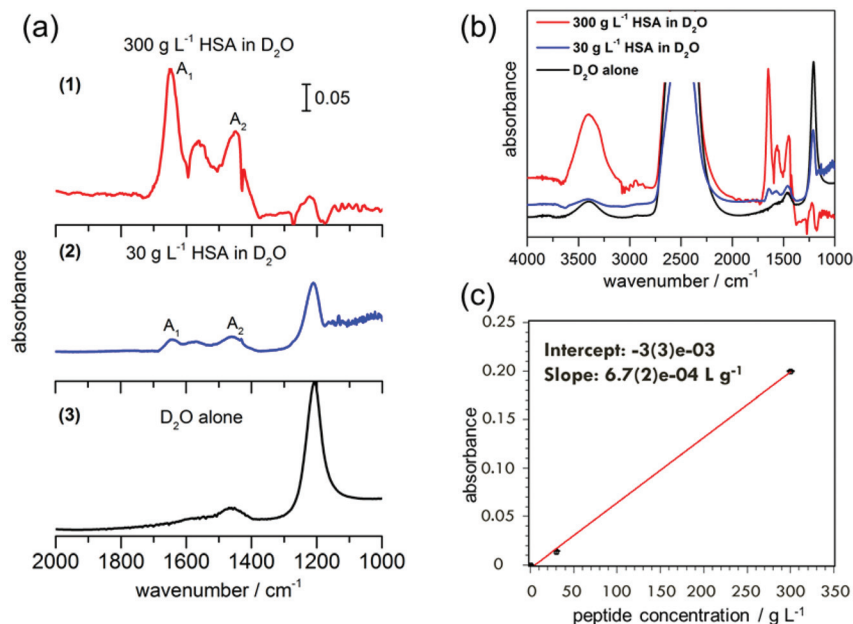 (a)
300 g L⁻¹ HSA in D₂O
(1)
A₁
A₂
0.05
(2)
30 g L⁻¹ HSA in D₂O
A₁
A₂
(3)
D₂O alone
absorbance
2000 1800 1600 1400 1200 1000
wavenumber / cm⁻¹
(b)
300 g L⁻¹ HSA in D₂O
30 g L⁻¹ HSA in D₂O
D₂O alone
absorbance
4000 3500 3000 2500 2000 1500 1000
wavenumber / cm⁻¹
(c)
Intercept: -3(3)e-03
Slope: 6.7(2)e-04 L g⁻¹
absorbance
0.25
0.20
0.15
0.10
0.05
0
0 50 100 150 200 250 300 350
peptide concentration / g L⁻¹